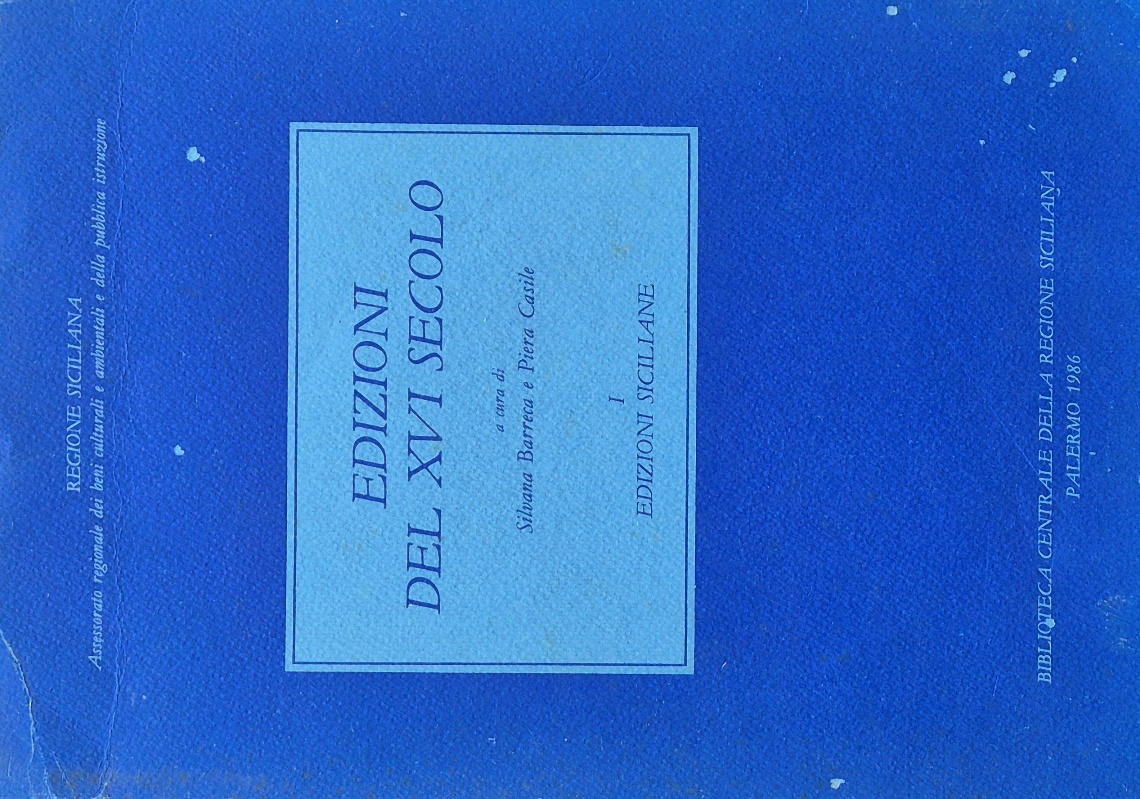 REGIONE SICILIANA
Assessorato regionale dei beni culturali e ambientali e della pubblica istruzione
EDIZIONI
DEL XVI SECOLO
a cura di
Silvana Barreca e Piera Casile
I
EDIZIONI SICILIANE
BIBLIOTECA CENTRALE DELLA REGIONE SICILIANA
PALERMO 1986